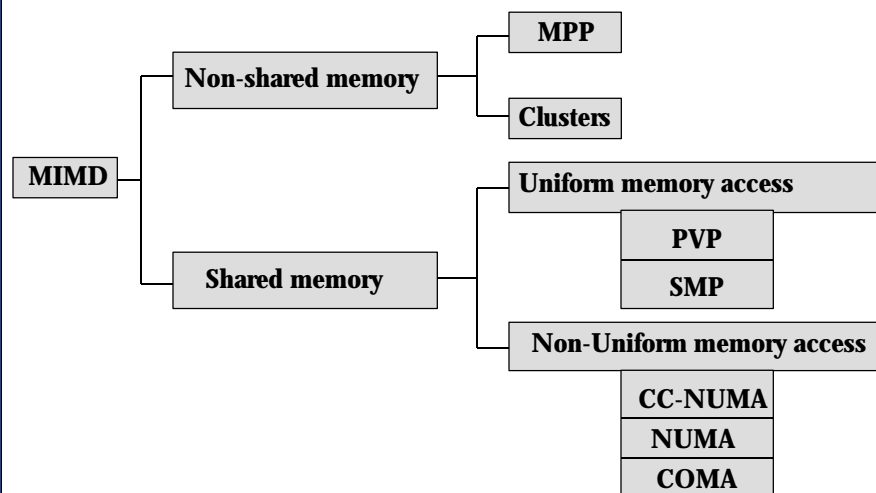 MPP
Non-shared memory
Clusters
MIMD
Uniform memory access
PVP
Shared memory
SMP
Non-Uniform memory access
CC-NUMA
NUMA
COMA